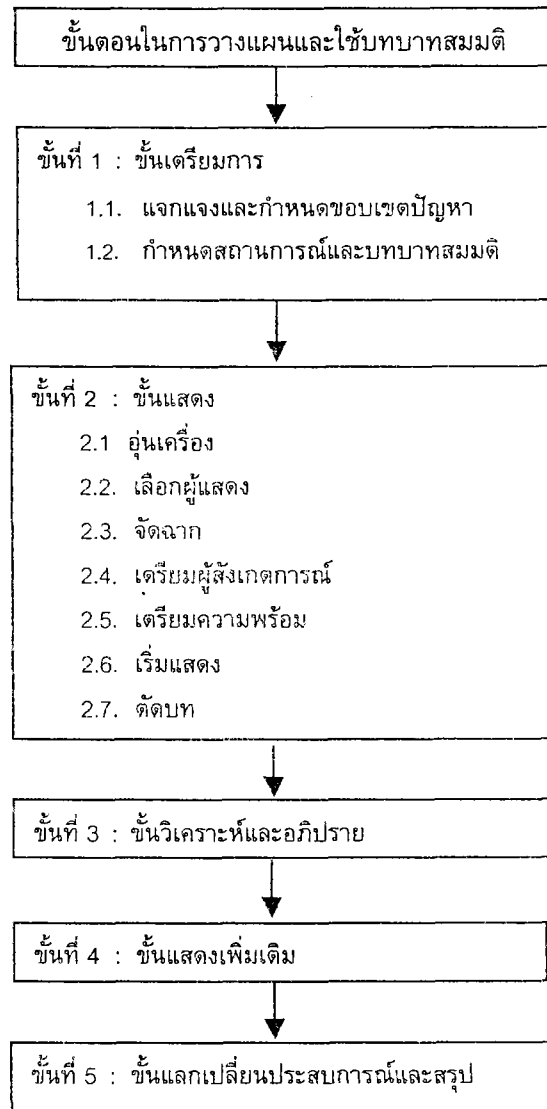 ขั้นตอนในการวางแผนและใช้บทบาทสมมติ
ขั้นที่ 1 : ขั้นเตรียมการ
1.1. แจกแจงและกำหนดขอบเขตปัญหา
1.2. กำหนดสถานการณ์และบทบาทสมมติ
ขั้นที่ 2 : ขั้นแสดง
2.1 อุ่นเครื่อง
2.2. เลือกผู้แสดง
2.3. จัดฉาก
2.4. เตรียมผู้สังเกตการณ์
2.5. เตรียมความพร้อม
2.6. เริ่มแสดง
2.7. ตัดบท
ขั้นที่ 3 : ขั้นวิเคราะห์และอภิปราย
ขั้นที่ 4 : ขั้นแสดงเพิ่มเติม
ขั้นที่ 5 : ขั้นแลกเปลี่ยนประสบการณ์และสรุป